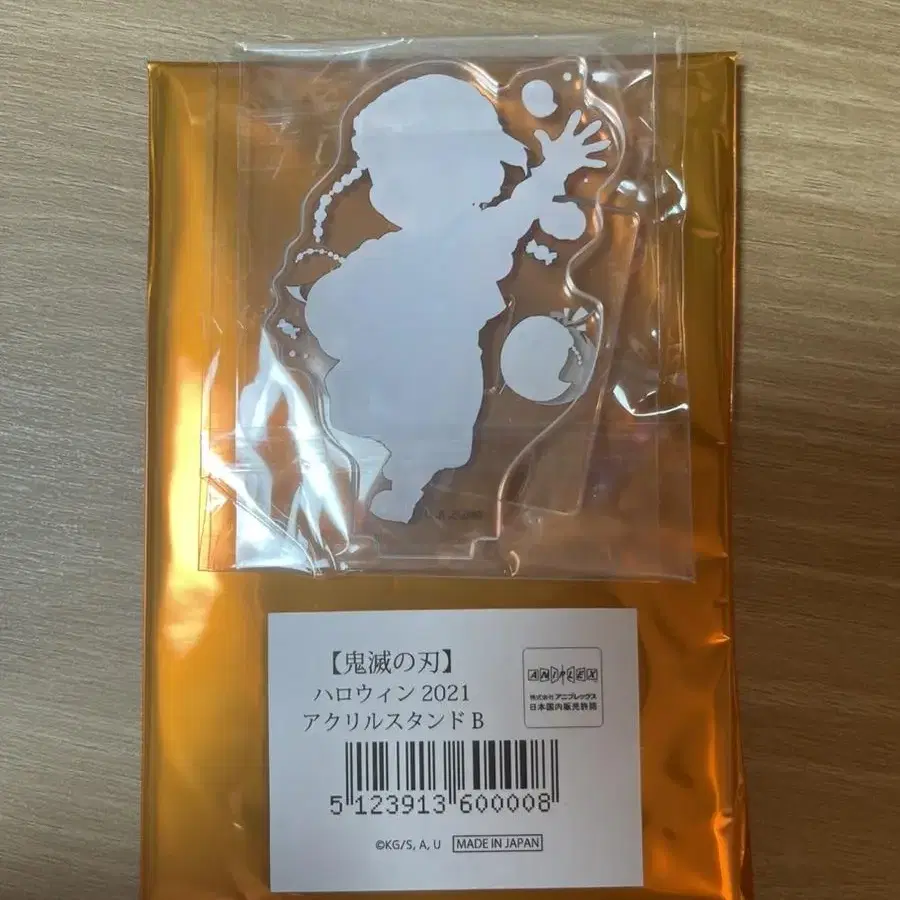 【鬼滅の刃】
ハロウィン 2021
アクリルスタンド B
ANIPLEX
株式会社 アニプレックス
日本国内販売許諾
5 123913 600008
©KG/S, A, U
MADE IN JAPAN